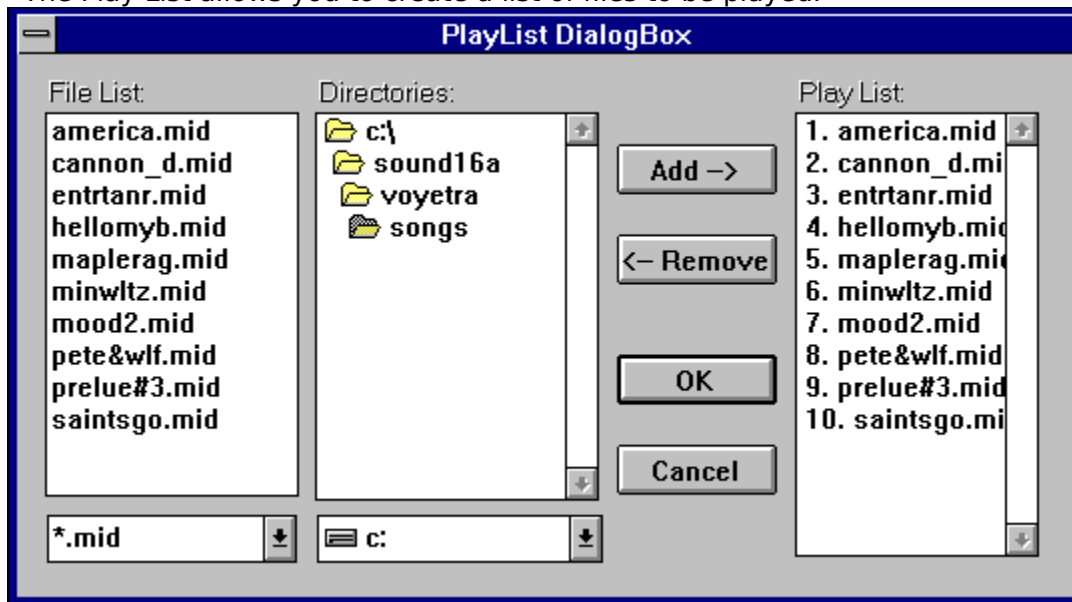 The Play List allows you to create a list of files to be played.
PlayList DialogBox
File List:
america.mid
cannon_d.mid
entrtanr.mid
hellomyb.mid
maplerag.mid
minwltz.mid
mood2.mid
pete&wlf.mid
prelue#3.mid
saintsgo.mid
*.mid
Directories:
c:\
sound16a
voyetra
songs
c:
Add –>
<– Remove
OK
Cancel
Play List:
1. america.mid
2. cannon_d.mi
3. entrtanr.mid
4. hellomyb.mid
5. maplerag.mid
6. minwltz.mid
7. mood2.mid
8. pete&wlf.mid
9. prelue#3.mid
10. saintsgo.mi